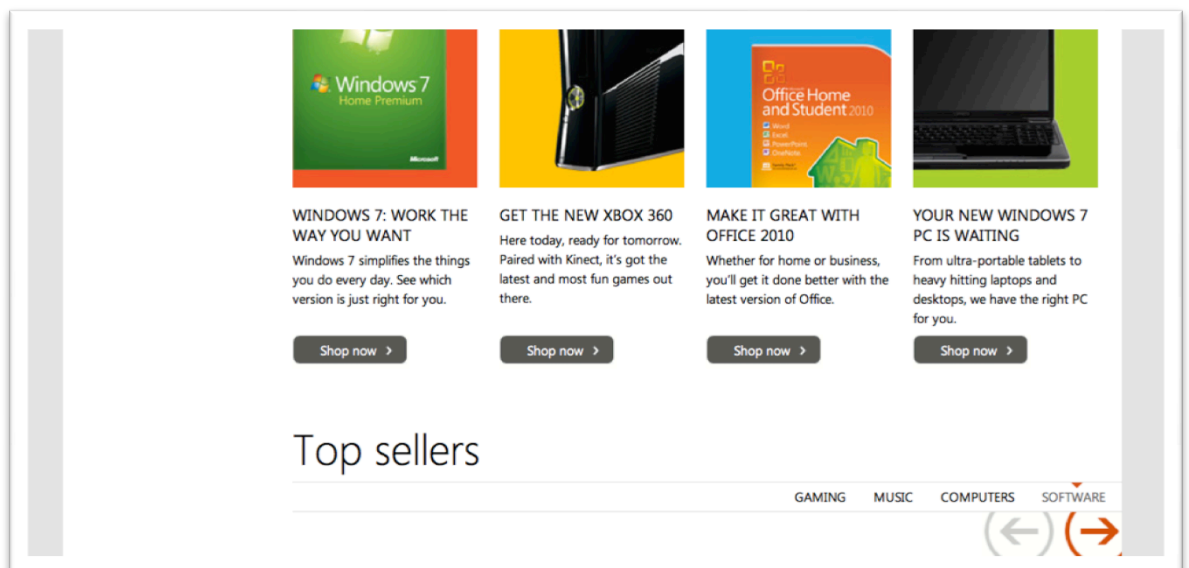 Windows 7
Home Premium
Microsoft
Office Home
and Student 2010
Word
Excel
PowerPoint
OneNote
WINDOWS 7: WORK THE
WAY YOU WANT
Windows 7 simplifies the things
you do every day. See which
version is just right for you.
Shop now
GET THE NEW XBOX 360
Here today, ready for tomorrow.
Paired with Kinect, it's got the
latest and most fun games out
there.
Shop now
MAKE IT GREAT WITH
OFFICE 2010
Whether for home or business,
you'll get it done better with the
latest version of Office.
Shop now
YOUR NEW WINDOWS 7
PC IS WAITING
From ultra-portable tablets to
heavy hitting laptops and
desktops, we have the right PC
for you.
Shop now
Top sellers
GAMING MUSIC COMPUTERS SOFTWARE